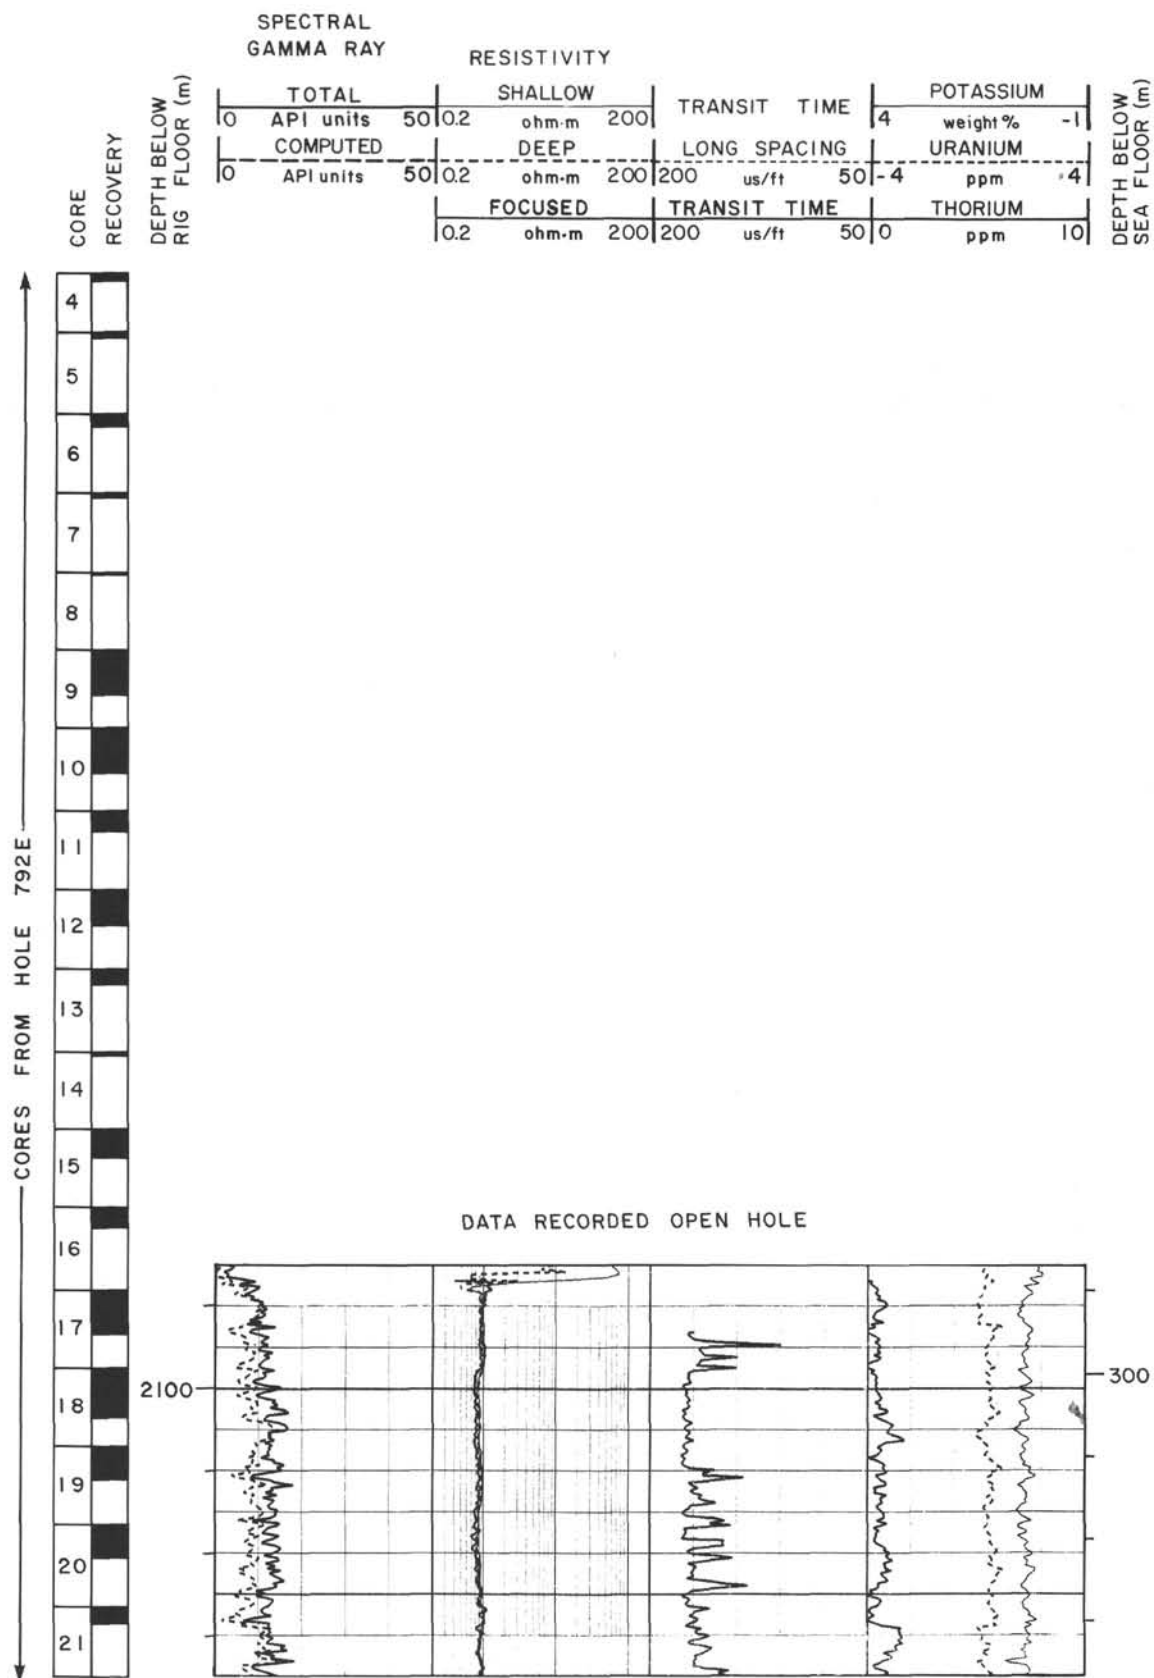 SPECTRAL
GAMMA RAY
RESISTIVITY
TOTAL
0 API units 50
COMPUTED
0 API units 50
SHALLOW
0.2 ohm·m 200
DEEP
0.2 ohm·m 200
FOCUSED
0.2 ohm·m 200
TRANSIT TIME
LONG SPACING
200 us/ft 50
TRANSIT TIME
200 us/ft 50
POTASSIUM
4 weight % -1
URANIUM
-4 ppm 4
THORIUM
0 ppm 10
CORE
RECOVERY
DEPTH BELOW
RIG FLOOR (m)
DEPTH BELOW
SEA FLOOR (m)
CORES FROM HOLE 792E
4
5
6
7
8
9
10
11
12
13
14
15
16
17
18
19
20
21
DATA RECORDED OPEN HOLE
2100
300